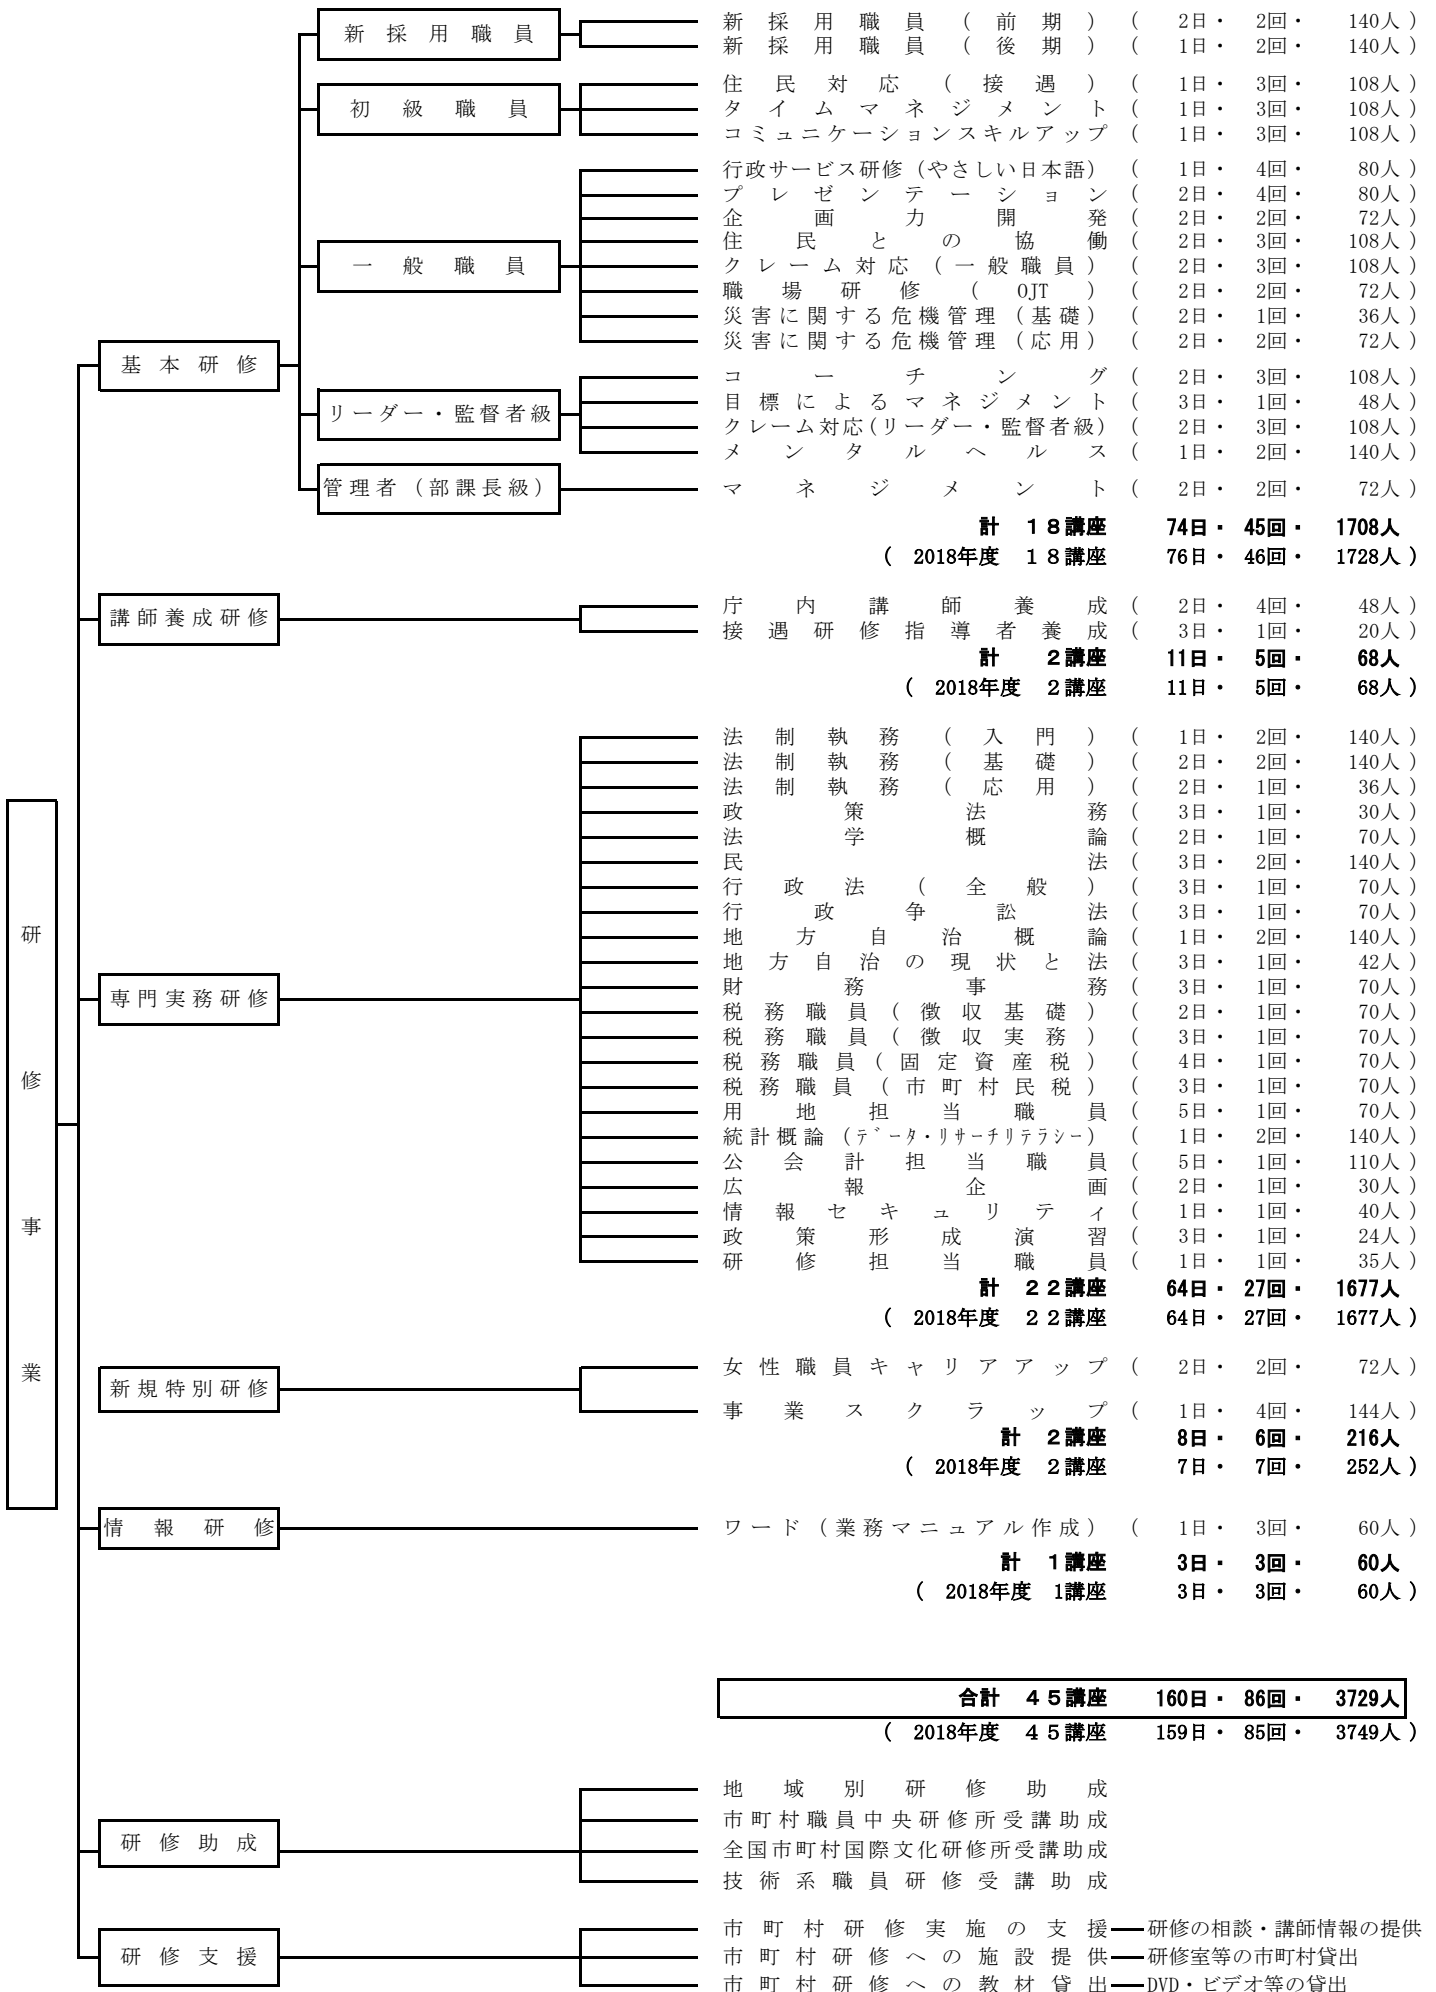 研修事業
基本研修
新採用職員
新採用職員（前期）（ 2日・ 2回・ 140人）
新採用職員（後期）（ 1日・ 2回・ 140人）
初級職員
住民対応（接遇）（ 1日・ 3回・ 108人）
タイムマネジメント（ 1日・ 3回・ 108人）
コミュニケーションスキルアップ（ 1日・ 3回・ 108人）
一般職員
行政サービス研修（やさしい日本語）（ 1日・ 4回・ 80人）
プレゼンテーション（ 2日・ 4回・ 80人）
企画力開発（ 2日・ 2回・ 72人）
住民との協働（ 2日・ 3回・ 108人）
クレーム対応（一般職員）（ 2日・ 3回・ 108人）
職場研修（OJT）（ 2日・ 2回・ 72人）
災害に関する危機管理（基礎）（ 2日・ 1回・ 36人）
災害に関する危機管理（応用）（ 2日・ 2回・ 72人）
リーダー・監督者級
コーチング（ 2日・ 3回・ 108人）
目標によるマネジメント（ 3日・ 1回・ 48人）
クレーム対応(リーダー・監督者級)（ 2日・ 3回・ 108人）
メンタルヘルス（ 1日・ 2回・ 140人）
管理者（部課長級）
マネジメント（ 2日・ 2回・ 72人）
計 １８講座 74日・ 45回・ 1708人
（ 2018年度 １８講座 76日・ 46回・ 1728人）
講師養成研修
庁内講師養成（ 2日・ 4回・ 48人）
接遇研修指導者養成（ 3日・ 1回・ 20人）
計 ２講座 11日・ 5回・ 68人
（ 2018年度 ２講座 11日・ 5回・ 68人）
専門実務研修
法制執務（入門）（ 1日・ 2回・ 140人）
法制執務（基礎）（ 2日・ 2回・ 140人）
法制執務（応用）（ 2日・ 1回・ 36人）
政策法務（ 3日・ 1回・ 30人）
法学概論（ 2日・ 1回・ 70人）
民法（ 3日・ 2回・ 140人）
行政法（全般）（ 3日・ 1回・ 70人）
行政争訟法（ 3日・ 1回・ 70人）
地方自治概論（ 1日・ 2回・ 140人）
地方自治の現状と法（ 3日・ 1回・ 42人）
財務事務（ 3日・ 1回・ 70人）
税務職員（徴収基礎）（ 2日・ 1回・ 70人）
税務職員（徴収実務）（ 3日・ 1回・ 70人）
税務職員（固定資産税）（ 4日・ 1回・ 70人）
税務職員（市町村民税）（ 3日・ 1回・ 70人）
用地担当職員（ 5日・ 1回・ 70人）
統計概論（ﾃﾞｰﾀ・ﾘｻｰﾁﾘﾃﾗｼｰ）（ 1日・ 2回・ 140人）
公会計担当職員（ 5日・ 1回・ 110人）
広報企画（ 2日・ 1回・ 30人）
情報セキュリティ（ 1日・ 1回・ 40人）
政策形成演習（ 3日・ 1回・ 24人）
研修担当職員（ 1日・ 1回・ 35人）
計 ２２講座 64日・ 27回・ 1677人
（ 2018年度 ２２講座 64日・ 27回・ 1677人）
新規特別研修
女性職員キャリアアップ（ 2日・ 2回・ 72人）
事業スクラップ（ 1日・ 4回・ 144人）
計 ２講座 8日・ 6回・ 216人
（ 2018年度 ２講座 7日・ 7回・ 252人）
情報研修
ワード（業務マニュアル作成）（ 1日・ 3回・ 60人）
計 １講座 3日・ 3回・ 60人
（ 2018年度 1講座 3日・ 3回・ 60人）
合計 ４５講座 160日・ 86回・ 3729人
（ 2018年度 ４５講座 159日・ 85回・ 3749人）
研修助成
地域別研修助成
市町村職員中央研修所受講助成
全国市町村国際文化研修所受講助成
技術系職員研修受講助成
研修支援
市町村研修実施の支援 研修の相談・講師情報の提供
市町村研修への施設提供 研修室等の市町村貸出
市町村研修への教材貸出 DVD・ビデオ等の貸出